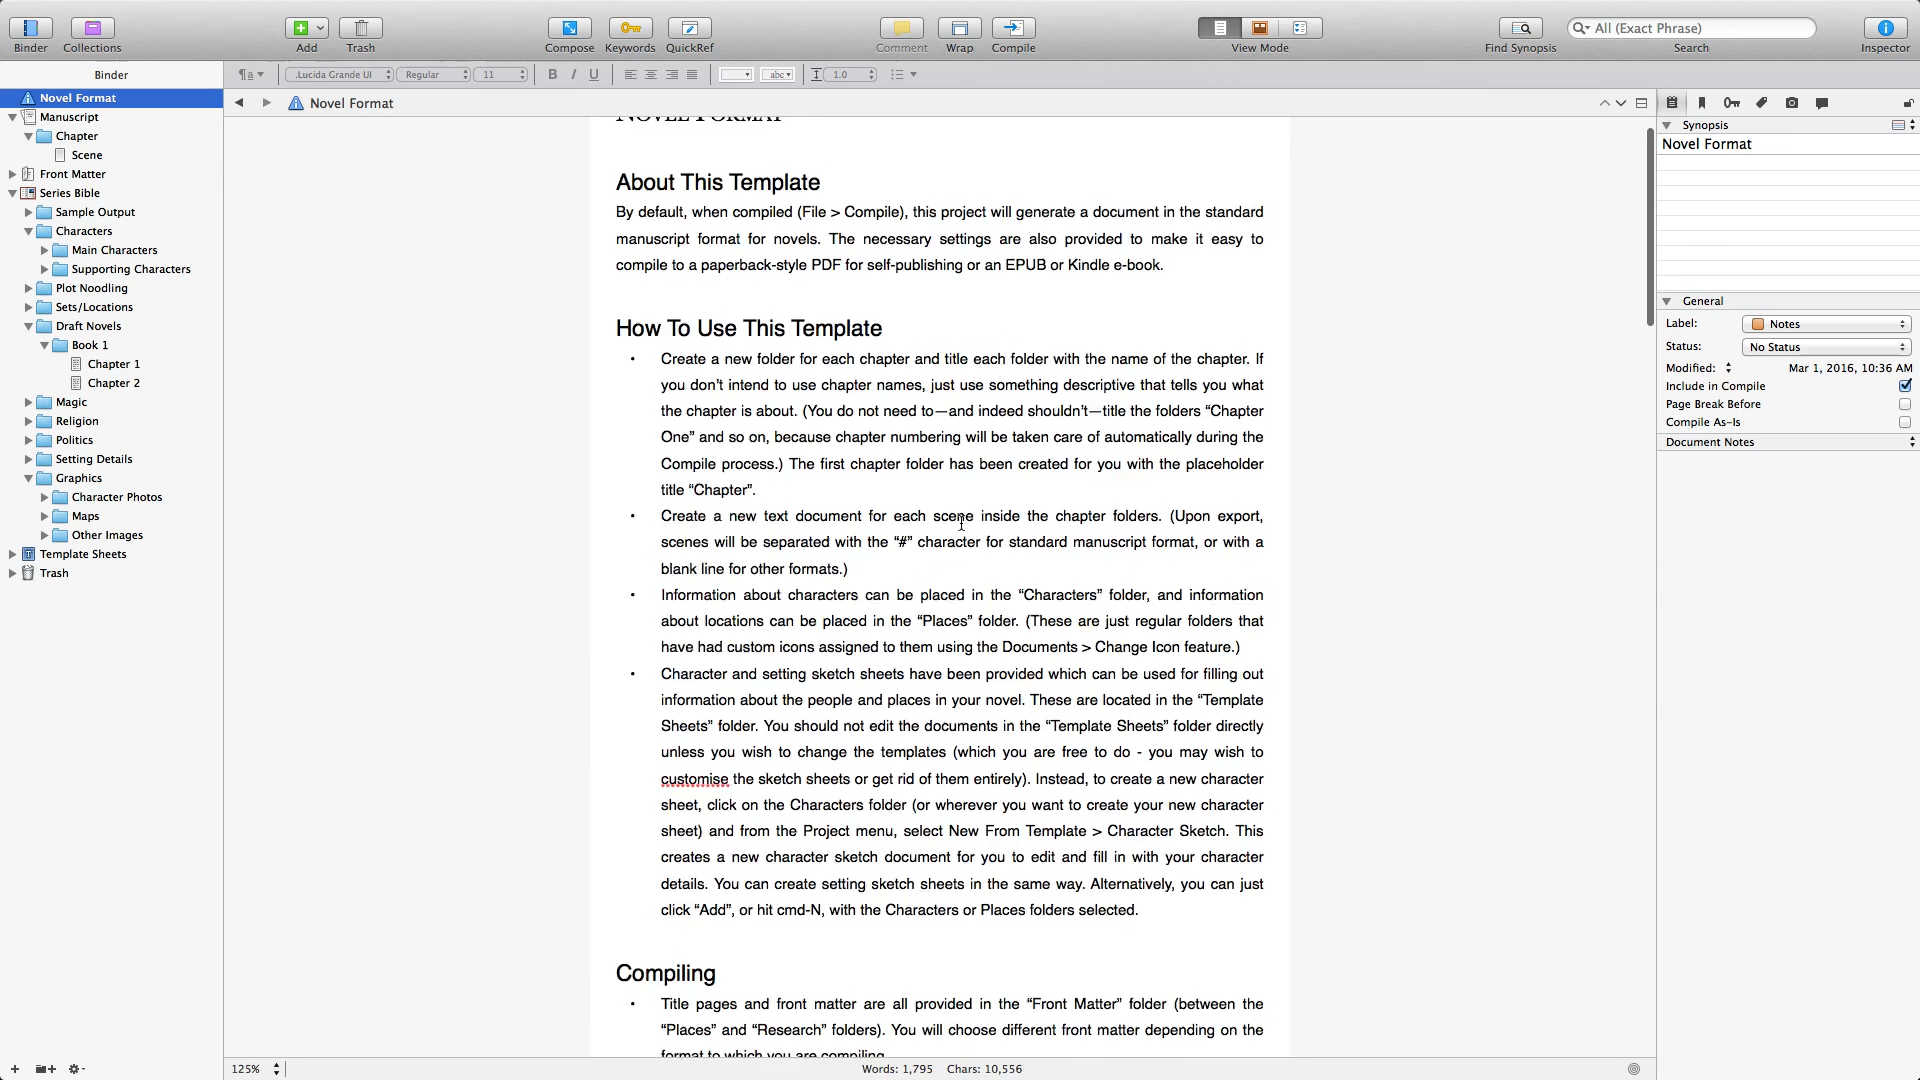 Binder
Collections
Add
Trash
Compose
Keywords
QuickRef
Comment
Wrap
Compile
View Mode
Find Synopsis
All (Exact Phrase)
Search
Inspector
Binder
¶a
.Lucida Grande UI
Regular
11
B I U
abc
1.0
Novel Format
Manuscript
Chapter
Scene
Front Matter
Series Bible
Sample Output
Characters
Main Characters
Supporting Characters
Plot Noodling
Sets/Locations
Draft Novels
Book 1
Chapter 1
Chapter 2
Magic
Religion
Politics
Setting Details
Graphics
Character Photos
Maps
Other Images
Template Sheets
Trash
Novel Format
NOVEL FORMAT
About This Template
By default, when compiled (File > Compile), this project will generate a document in the standard
manuscript format for novels. The necessary settings are also provided to make it easy to
compile to a paperback-style PDF for self-publishing or an EPUB or Kindle e-book.
How To Use This Template
• Create a new folder for each chapter and title each folder with the name of the chapter. If
you don’t intend to use chapter names, just use something descriptive that tells you what
the chapter is about. (You do not need to—and indeed shouldn’t—title the folders “Chapter
One” and so on, because chapter numbering will be taken care of automatically during the
Compile process.) The first chapter folder has been created for you with the placeholder
title “Chapter”.
• Create a new text document for each scene inside the chapter folders. (Upon export,
scenes will be separated with the “#” character for standard manuscript format, or with a
blank line for other formats.)
• Information about characters can be placed in the “Characters” folder, and information
about locations can be placed in the “Places” folder. (These are just regular folders that
have had custom icons assigned to them using the Documents > Change Icon feature.)
• Character and setting sketch sheets have been provided which can be used for filling out
information about the people and places in your novel. These are located in the “Template
Sheets” folder. You should not edit the documents in the “Template Sheets” folder directly
unless you wish to change the templates (which you are free to do - you may wish to
customise the sketch sheets or get rid of them entirely). Instead, to create a new character
sheet, click on the Characters folder (or wherever you want to create your new character
sheet) and from the Project menu, select New From Template > Character Sketch. This
creates a new character sketch document for you to edit and fill in with your character
details. You can create setting sketch sheets in the same way. Alternatively, you can just
click “Add”, or hit cmd-N, with the Characters or Places folders selected.
Compiling
• Title pages and front matter are all provided in the “Front Matter” folder (between the
“Places” and “Research” folders). You will choose different front matter depending on the
format to which you are compiling.
Synopsis
Novel Format
General
Label: Notes
Status: No Status
Modified: Mar 1, 2016, 10:36 AM
Include in Compile
Page Break Before
Compile As-Is
Document Notes
125%
Words: 1,795 Chars: 10,556